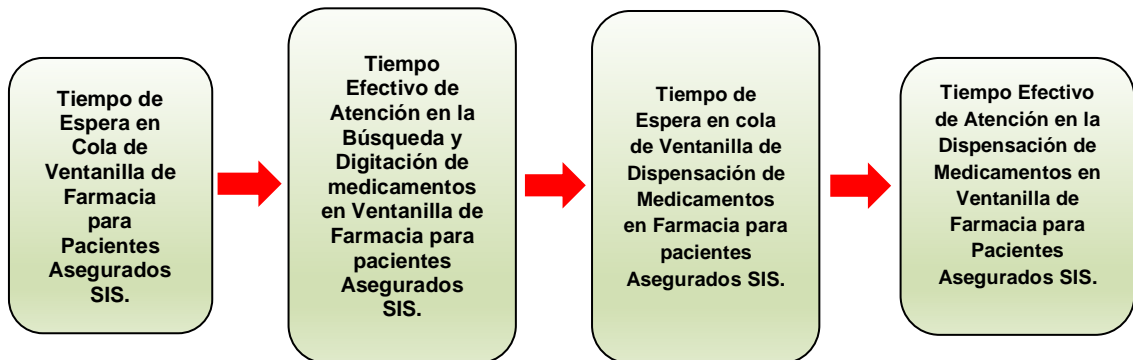 Tiempo de
Espera en
Cola de
Ventanilla de
Farmacia
para
Pacientes
Asegurados
SIS.
Tiempo
Efectivo de
Atención en la
Búsqueda y
Digitación de
medicamentos
en Ventanilla de
Farmacia para
pacientes
Asegurados
SIS.
Tiempo de
Espera en cola
de Ventanilla de
Dispensación de
Medicamentos
en Farmacia para
pacientes
Asegurados SIS.
Tiempo Efectivo
de Atención en la
Dispensación de
Medicamentos en
Ventanilla de
Farmacia para
Pacientes
Asegurados SIS.